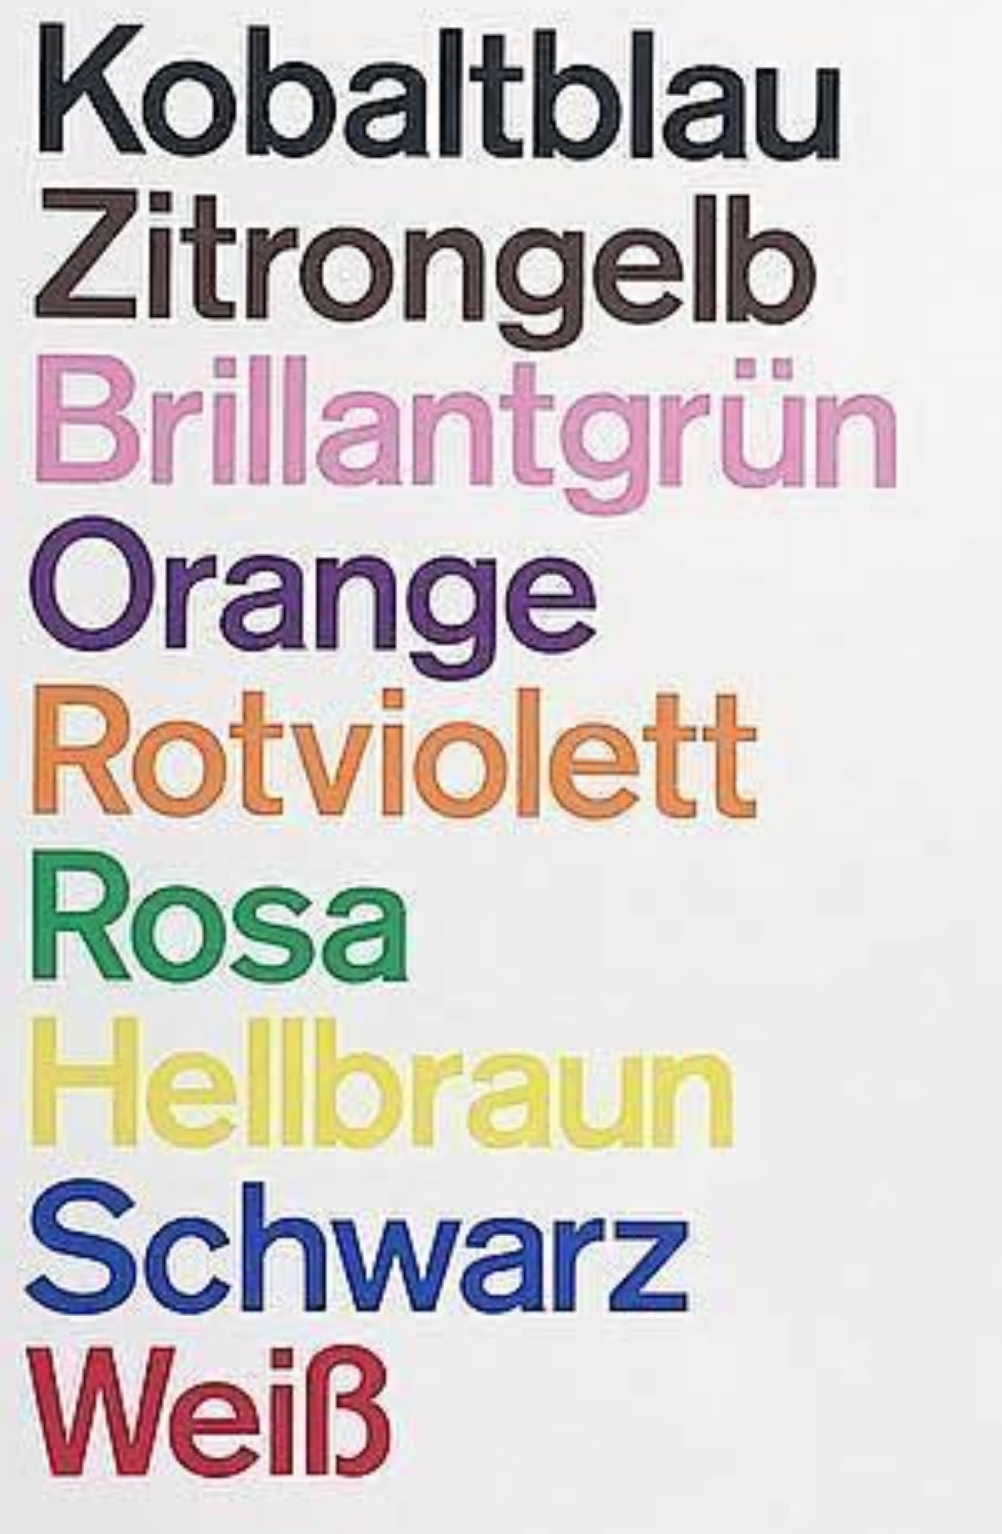 Kobaltblau
Zitrongelb
Brillantgrün
Orange
Rotviolett
Rosa
Hellbraun
Schwarz
Weiß